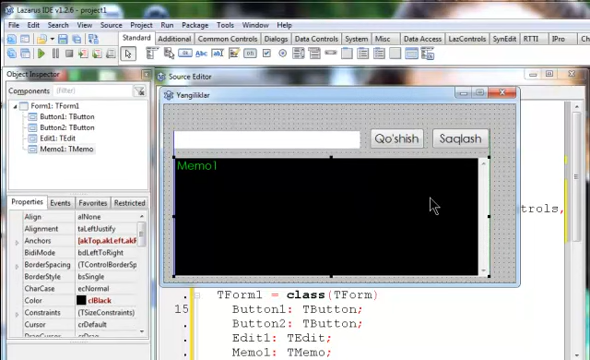 Lazarus IDE v1.2.6 - project1
File Edit Search View Source Project Run Package Tools Window Help
Standard Additional Common Controls Dialogs Data Controls System Misc Data Access LazControls SynEdit RTTI IPro
Object Inspector
Source Editor
Components (filter)
Form1: TForm1
Button1: TButton
Button2: TButton
Edit1: TEdit
Memo1: TMemo
Yangiliklar
Qo'shish Saqlash
Memo1
Properties Events Favorites Restricted
Align alNone
Alignment taLeftJustify
Anchors [akTop,akLeft,akF
BidiMode bdLeftToRight
BorderSpacing (TControlBorderSp
BorderStyle bsSingle
CharCase ecNormal
Color clBlack
Constraints (TSizeConstraints)
Cursor crDefault
ntrols,
TForm1 = class(TForm)
15 Button1: TButton;
Button2: TButton;
Edit1: TEdit;
Memo1: TMemo;